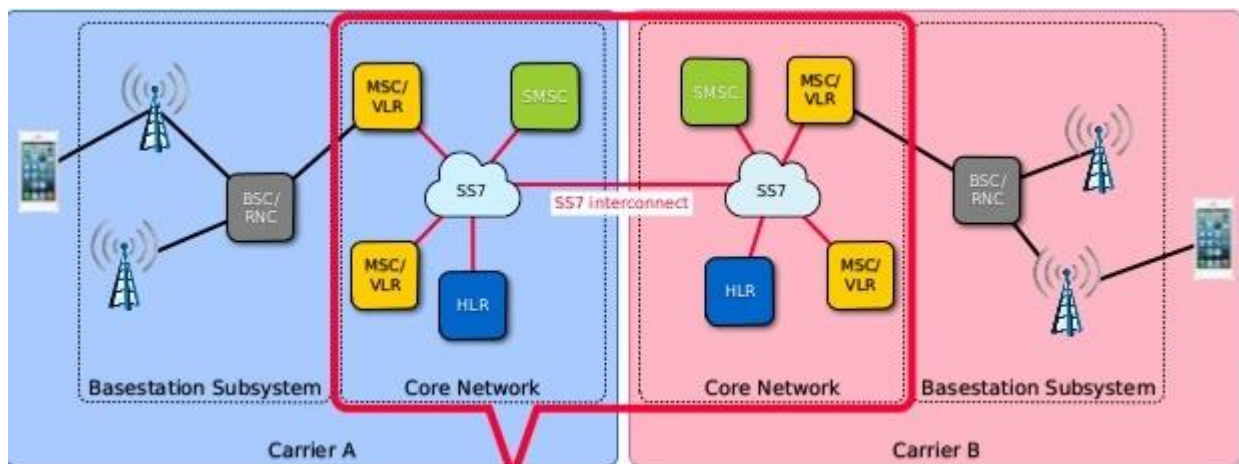 MSC/
VLR
SMSC
SMSC
MSC/
VLR
BSC/
RNC
SS7
SS7 interconnect
SS7
BSC/
RNC
MSC/
VLR
HLR
HLR
MSC/
VLR
Basestation Subsystem
Core Network
Core Network
Basestation Subsystem
Carrier A
Carrier B